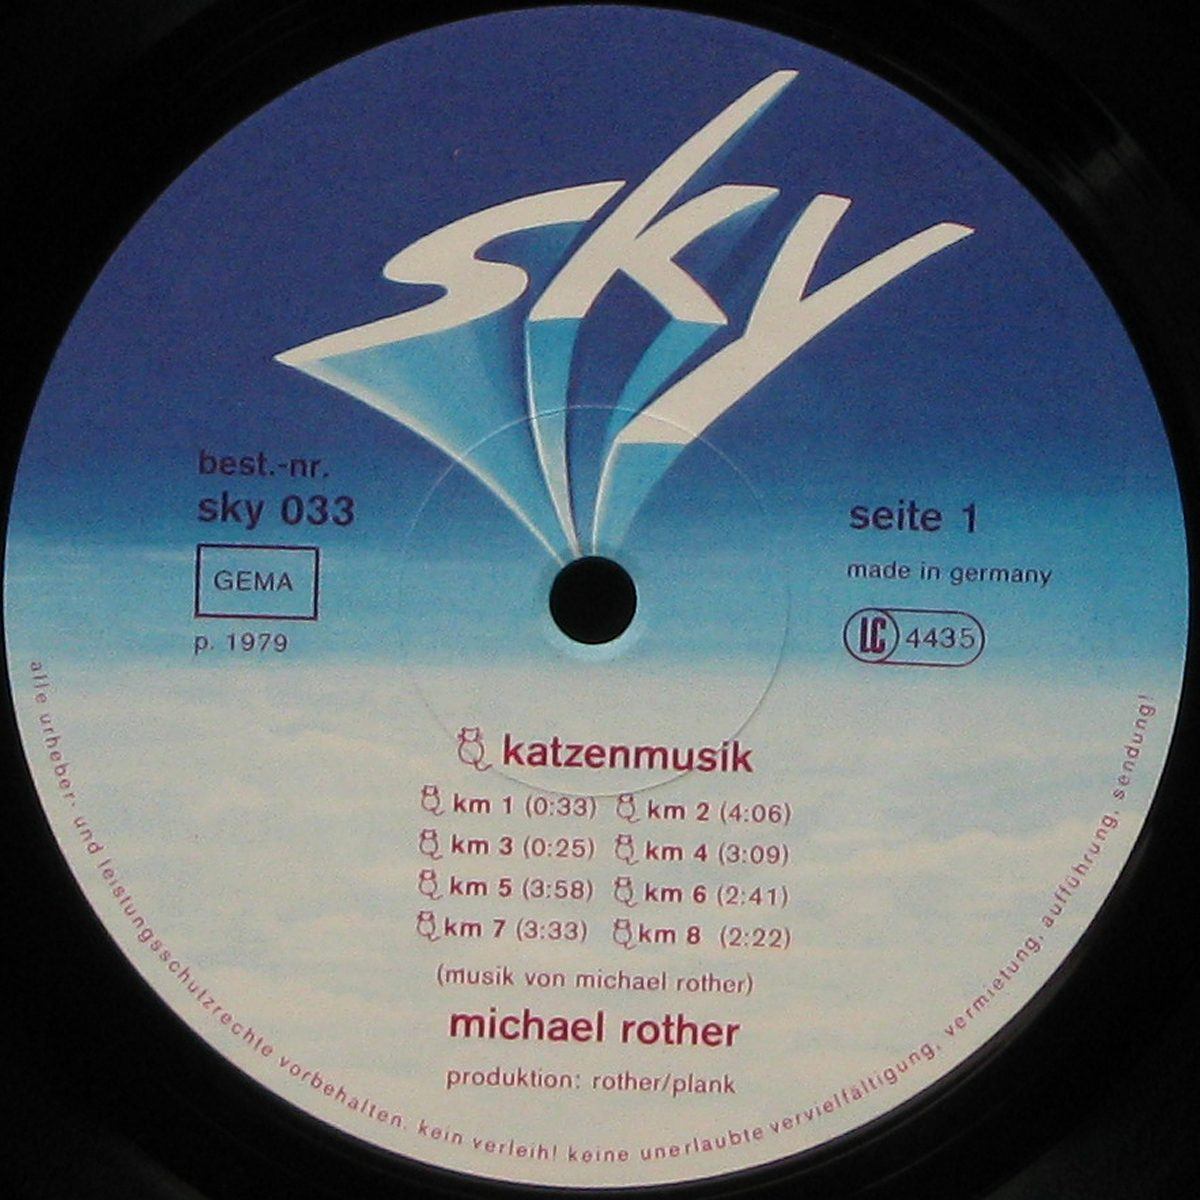 sky
best.-nr.
sky 033
GEMA
p. 1979
seite 1
made in germany
LC 4435
katzenmusik
km 1 (0:33) km 2 (4:06)
km 3 (0:25) km 4 (3:09)
km 5 (3:58) km 6 (2:41)
km 7 (3:33) km 8 (2:22)
(musik von michael rother)
michael rother
produktion: rother/plank
alle urheber- und leistungsschutzrechte vorbehalten. kein verleih! keine unerlaubte vervielfältigung, vermietung, aufführung, sendung!